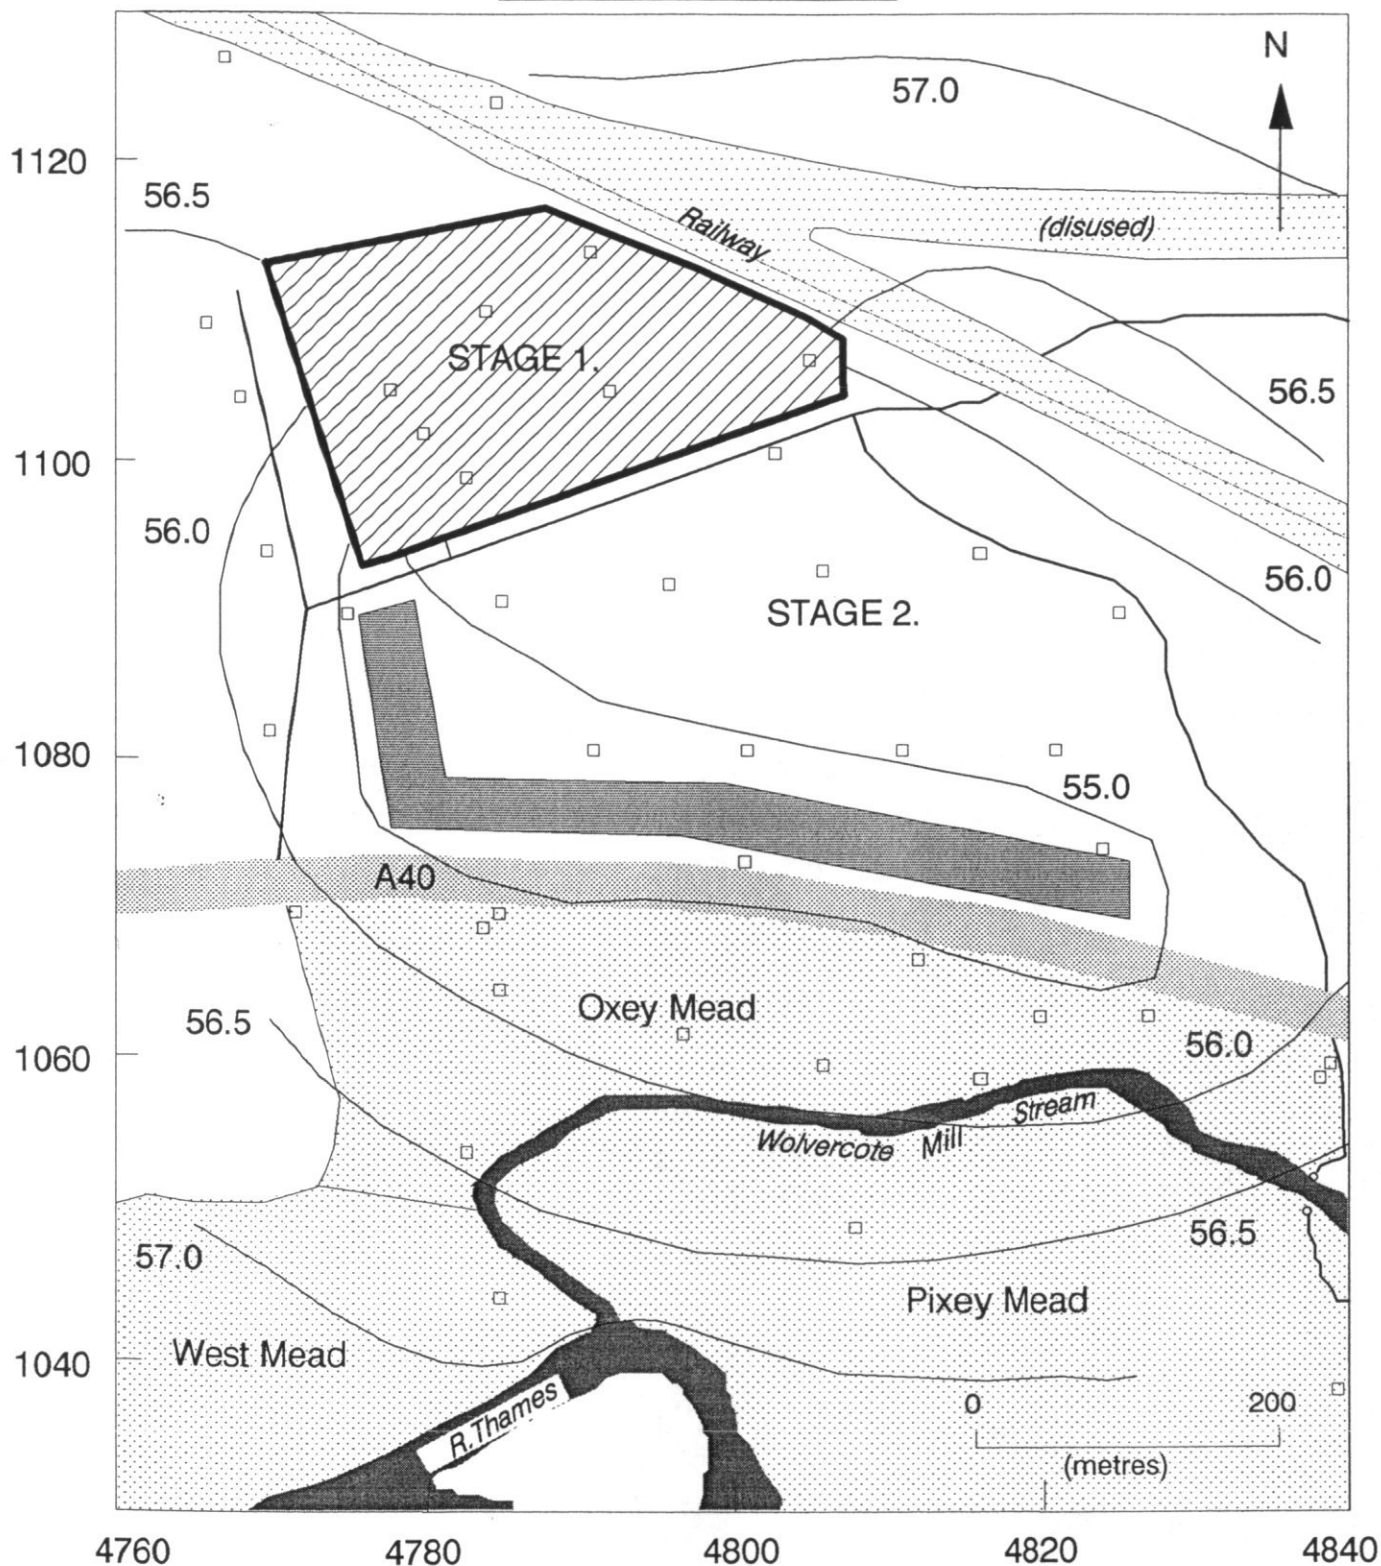 N
57.0
1120
56.5
Railway
(disused)
STAGE 1.
56.5
1100
56.0
56.0
STAGE 2.
1080
55.0
A40
Oxey Mead
56.5
56.0
1060
Stream
Wolvercote Mill
56.5
57.0
Pixey Mead
West Mead
1040
R.Thames
0 200
(metres)
4760 4780 4800 4820 4840